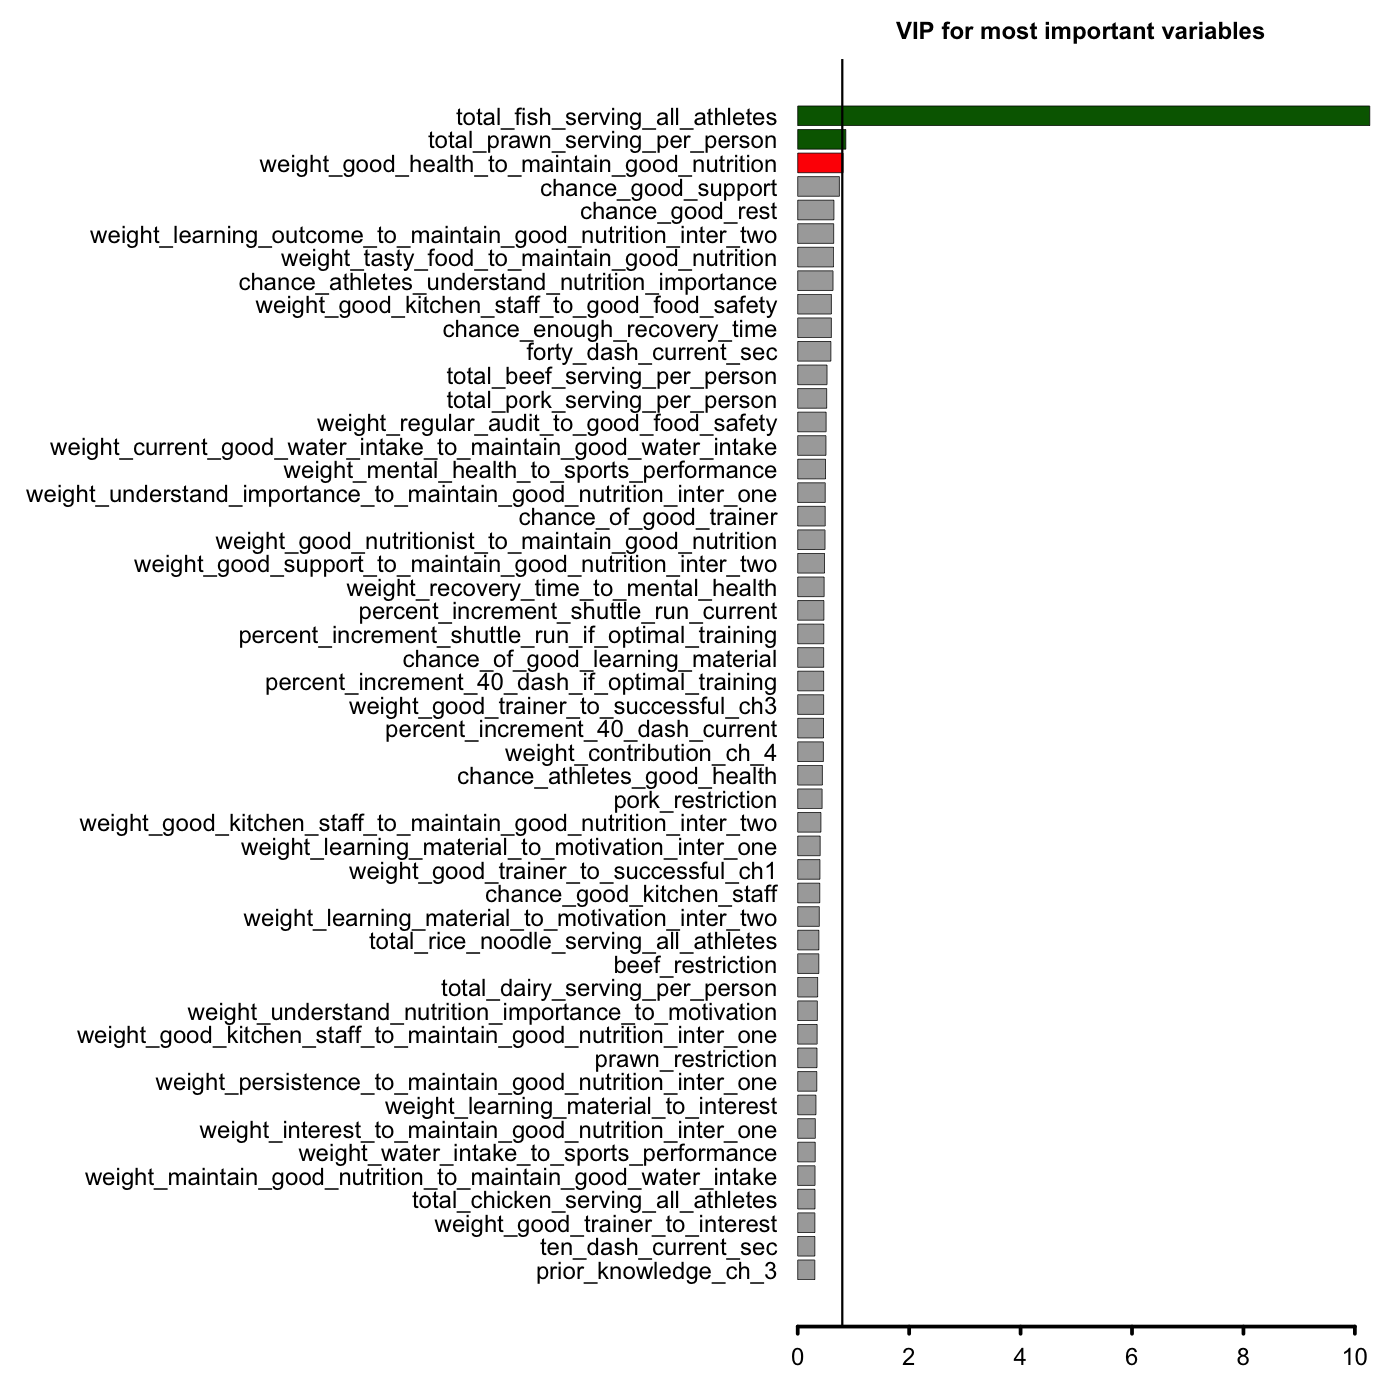 VIP for most important variables
total_fish_serving_all_athletes
total_prawn_serving_per_person
weight_good_health_to_maintain_good_nutrition
chance_good_support
chance_good_rest
weight_learning_outcome_to_maintain_good_nutrition_inter_two
weight_tasty_food_to_maintain_good_nutrition
chance_athletes_understand_nutrition_importance
weight_good_kitchen_staff_to_good_food_safety
chance_enough_recovery_time
forty_dash_current_sec
total_beef_serving_per_person
total_pork_serving_per_person
weight_regular_audit_to_good_food_safety
weight_current_good_water_intake_to_maintain_good_water_intake
weight_mental_health_to_sports_performance
weight_understand_importance_to_maintain_good_nutrition_inter_one
chance_of_good_trainer
weight_good_nutritionist_to_maintain_good_nutrition
weight_good_support_to_maintain_good_nutrition_inter_two
weight_recovery_time_to_mental_health
percent_increment_shuttle_run_current
percent_increment_shuttle_run_if_optimal_training
chance_of_good_learning_material
percent_increment_40_dash_if_optimal_training
weight_good_trainer_to_successful_ch3
percent_increment_40_dash_current
weight_contribution_ch_4
chance_athletes_good_health
pork_restriction
weight_good_kitchen_staff_to_maintain_good_nutrition_inter_two
weight_learning_material_to_motivation_inter_one
weight_good_trainer_to_successful_ch1
chance_good_kitchen_staff
weight_learning_material_to_motivation_inter_two
total_rice_noodle_serving_all_athletes
beef_restriction
total_dairy_serving_per_person
weight_understand_nutrition_importance_to_motivation
weight_good_kitchen_staff_to_maintain_good_nutrition_inter_one
prawn_restriction
weight_persistence_to_maintain_good_nutrition_inter_one
weight_learning_material_to_interest
weight_interest_to_maintain_good_nutrition_inter_one
weight_water_intake_to_sports_performance
weight_maintain_good_nutrition_to_maintain_good_water_intake
total_chicken_serving_all_athletes
weight_good_trainer_to_interest
ten_dash_current_sec
prior_knowledge_ch_3
0 2 4 6 8 10